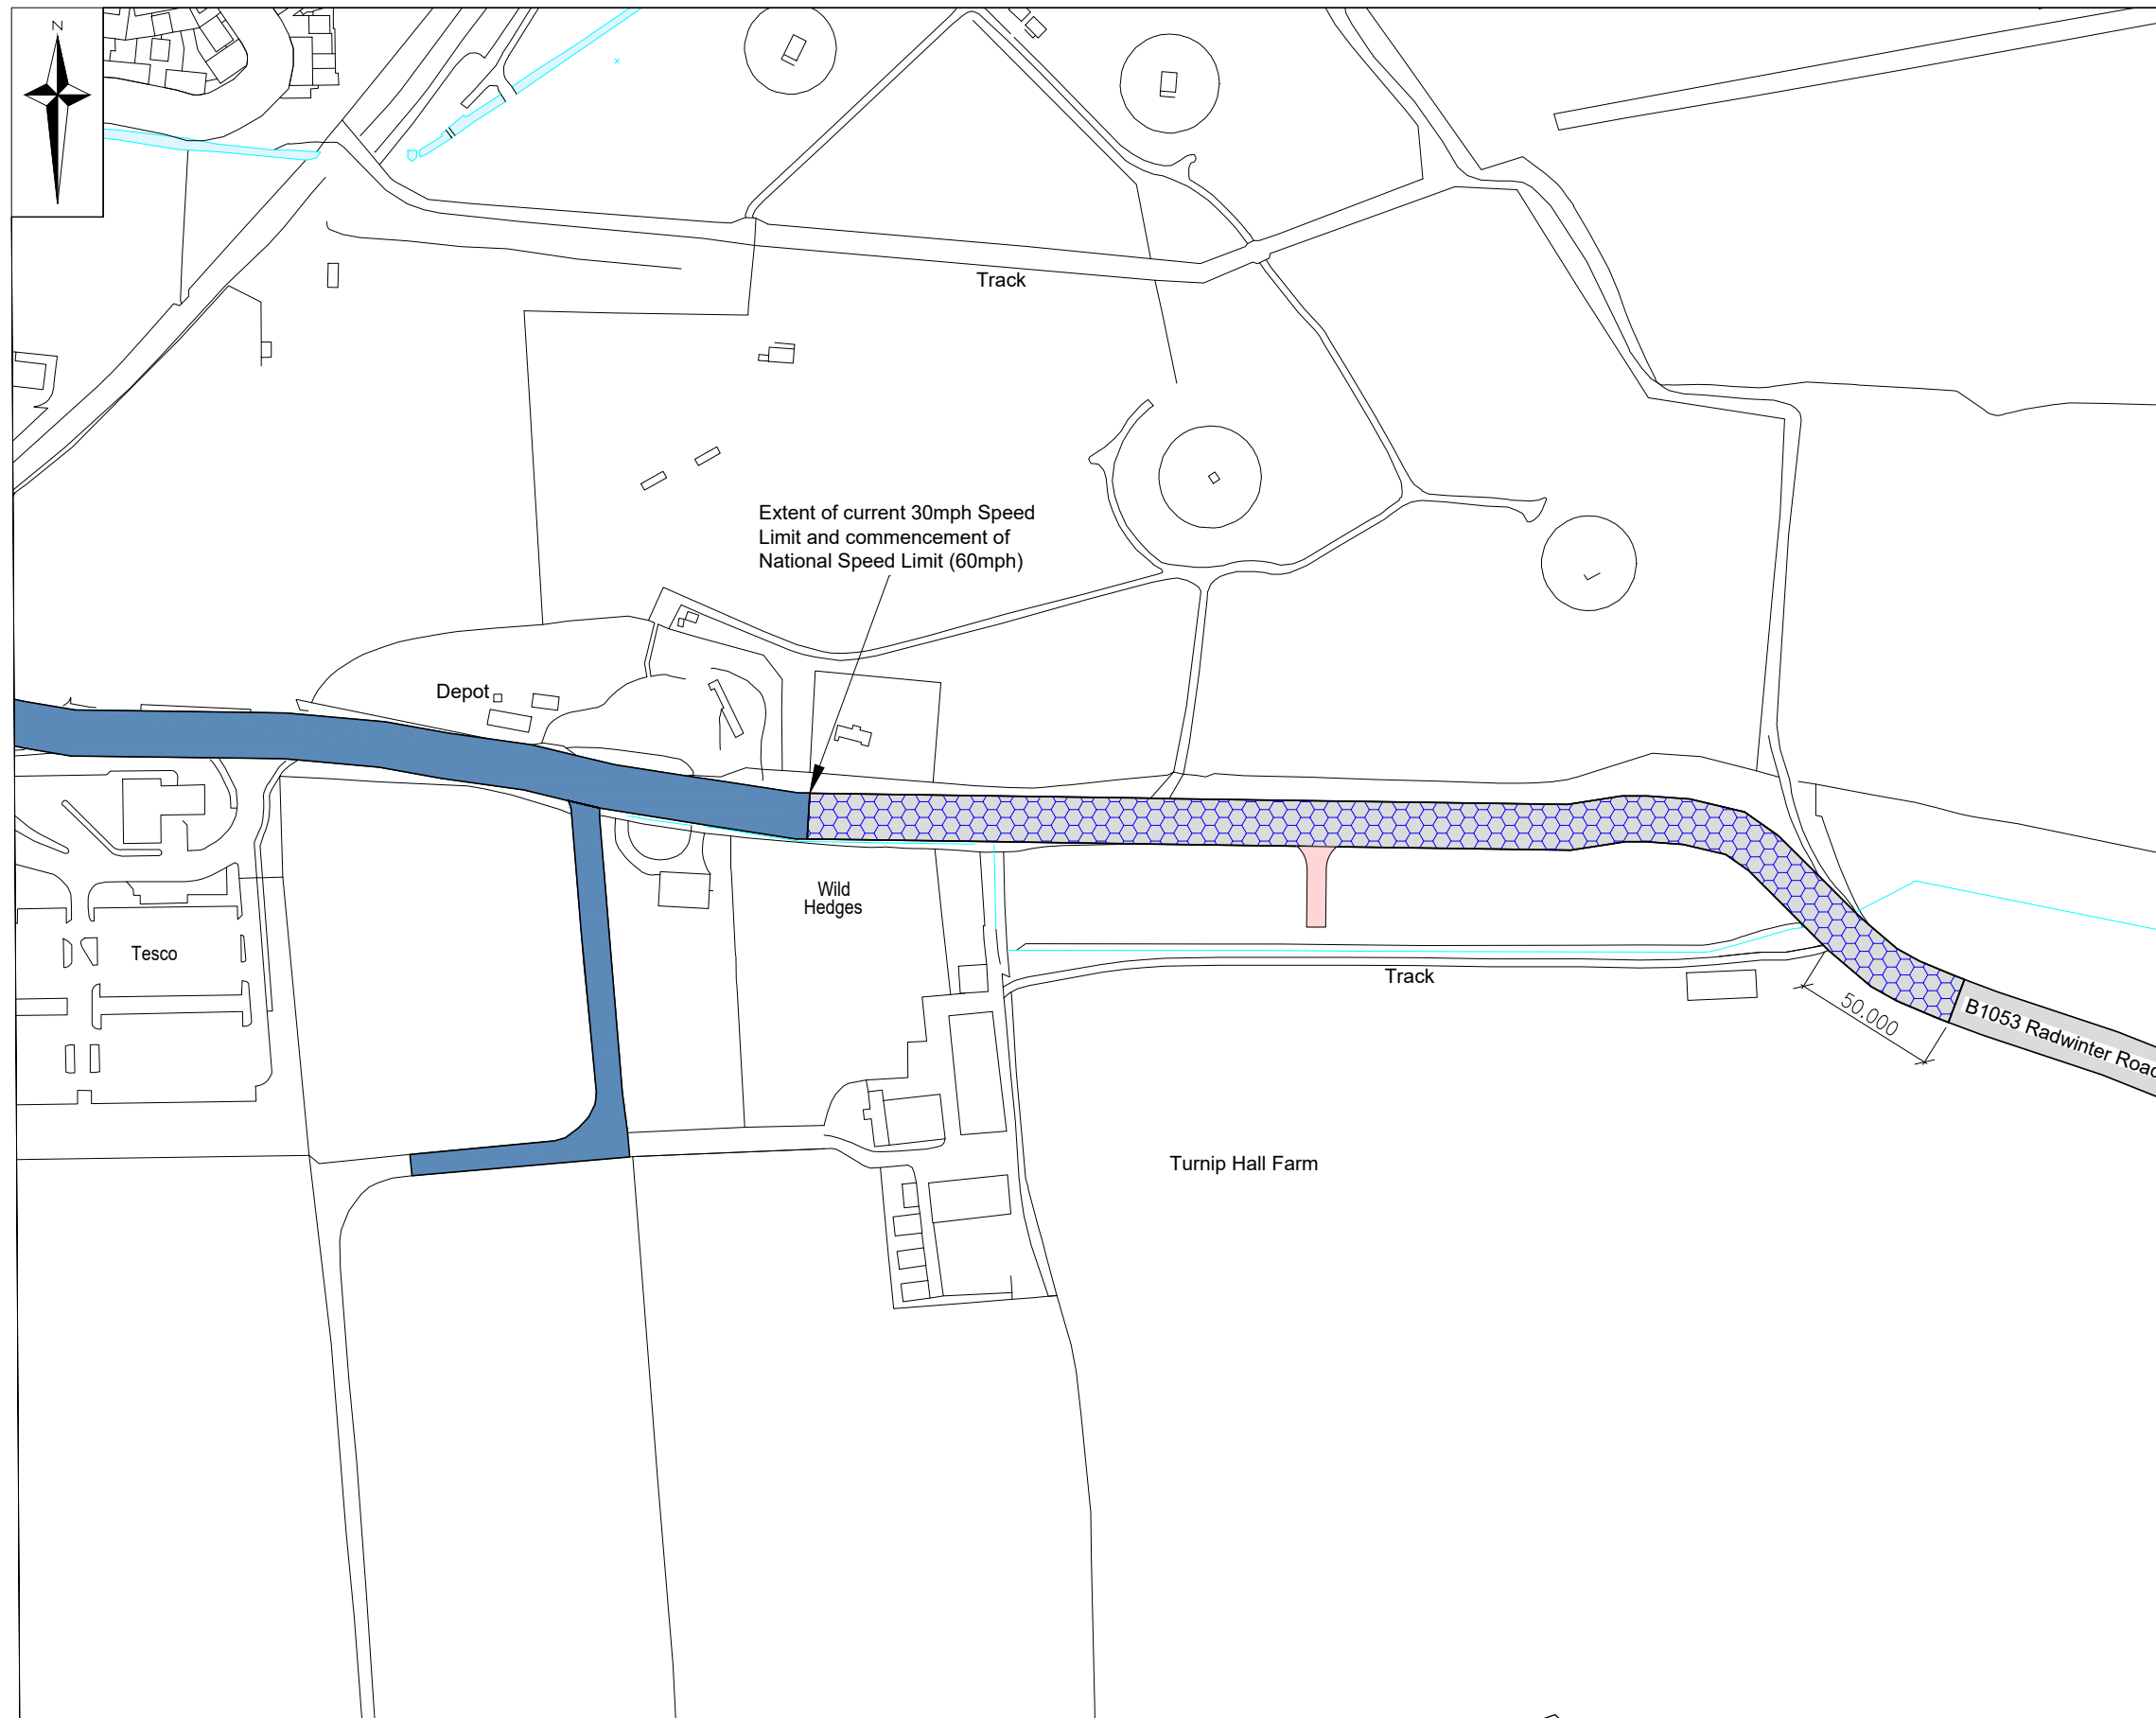 N
Track
Extent of current 30mph Speed
Limit and commencement of
National Speed Limit (60mph)
Depot
Wild
Hedges
Tesco
Track
50.000
B1053 Radwinter Road
Turnip Hall Farm